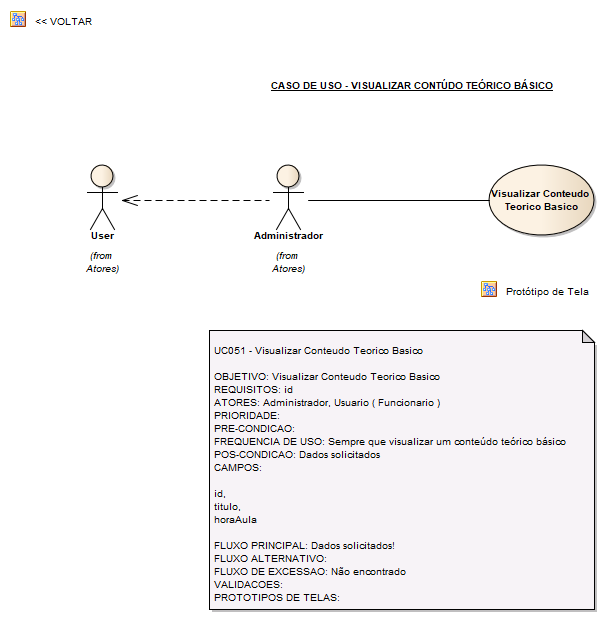 << VOLTAR
CASO DE USO - VISUALIZAR CONTÚDO TEÓRICO BÁSICO
User
(from
Atores)
Administrador
(from
Atores)
Visualizar Conteudo
Teorico Basico
Protótipo de Tela
UC051 - Visualizar Conteudo Teorico Basico
OBJETIVO: Visualizar Conteudo Teorico Basico
REQUISITOS: id
ATORES: Administrador, Usuario ( Funcionario )
PRIORIDADE:
PRE-CONDICAO:
FREQUENCIA DE USO: Sempre que visualizar um conteúdo teórico básico
POS-CONDICAO: Dados solicitados
CAMPOS:
id,
titulo,
horaAula
FLUXO PRINCIPAL: Dados solicitados!
FLUXO ALTERNATIVO:
FLUXO DE EXCESSAO: Não encontrado
VALIDACOES:
PROTOTIPOS DE TELAS: